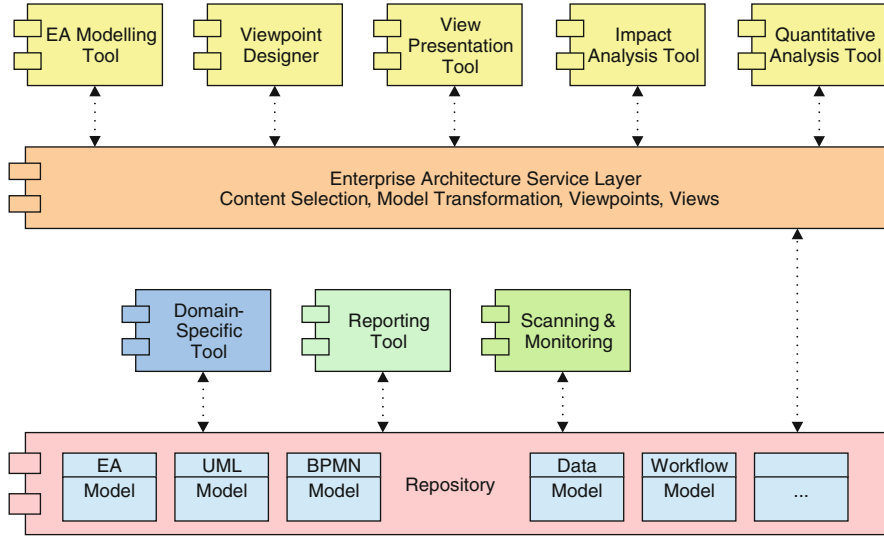 EA Modelling
Tool
Viewpoint
Designer
View
Presentation
Tool
Impact
Analysis Tool
Quantitative
Analysis Tool
Enterprise Architecture Service Layer
Content Selection, Model Transformation, Viewpoints, Views
Domain-
Specific
Tool
Reporting
Tool
Scanning &
Monitoring
EA
Model
UML
Model
BPMN
Model
Repository
Data
Model
Workflow
Model
...